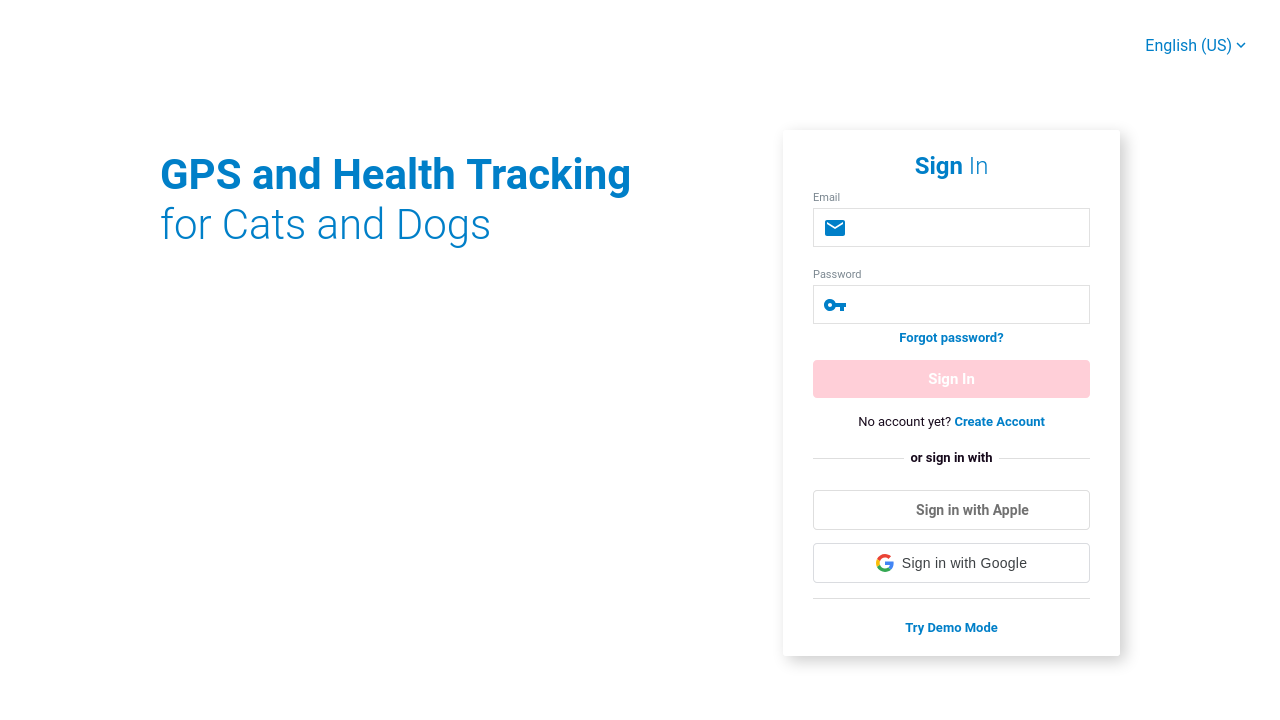 English (US)
GPS and Health Tracking
for Cats and Dogs
Sign In
Email
Password
Forgot password?
Sign In
No account yet? Create Account
or sign in with
Sign in with Apple
Sign in with Google
Try Demo Mode